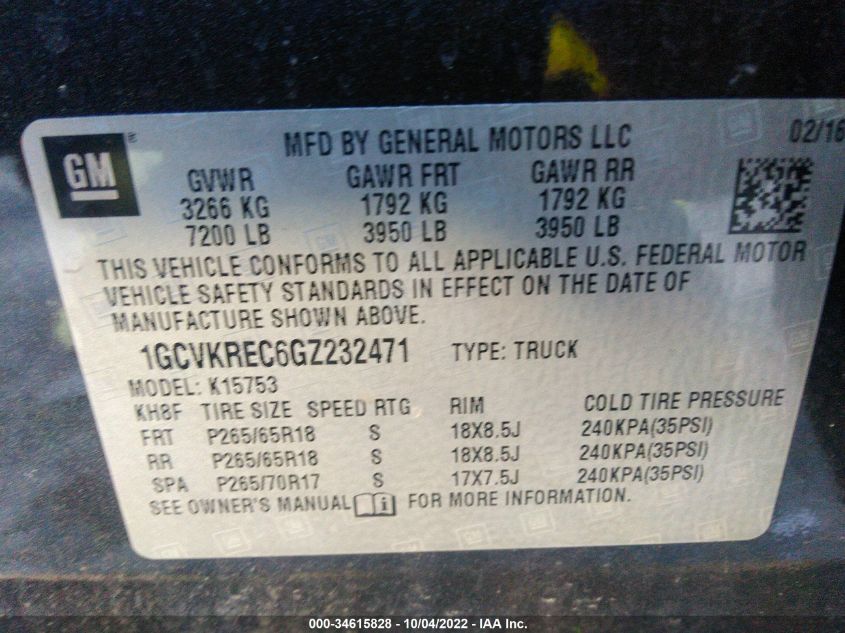 GM
MFD BY GENERAL MOTORS LLC 02/16
GVWR GAWR FRT GAWR RR
3266 KG 1792 KG 1792 KG
7200 LB 3950 LB 3950 LB
THIS VEHICLE CONFORMS TO ALL APPLICABLE U.S. FEDERAL MOTOR
VEHICLE SAFETY STANDARDS IN EFFECT ON THE DATE OF
MANUFACTURE SHOWN ABOVE.
1GCVKREC6GZ232471 TYPE: TRUCK
MODEL: K15753
KH8F TIRE SIZE SPEED RTG RIM COLD TIRE PRESSURE
FRT P265/65R18 S 18X8.5J 240KPA(35PSI)
RR P265/65R18 S 18X8.5J 240KPA(35PSI)
SPA P265/70R17 S 17X7.5J 240KPA(35PSI)
SEE OWNER'S MANUAL FOR MORE INFORMATION.
000-34615828 - 10/04/2022 - IAA Inc.